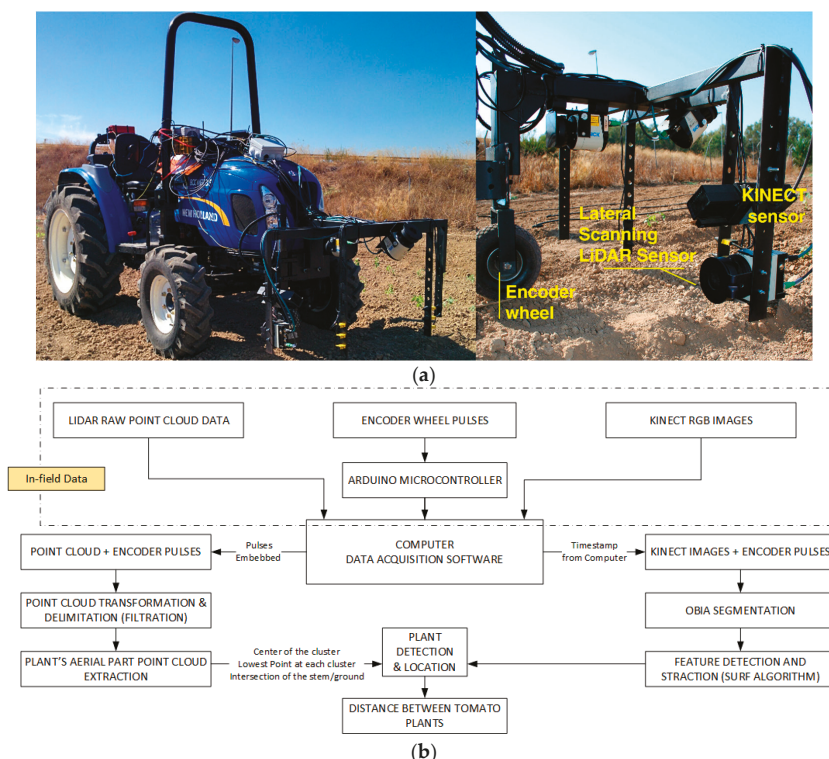 NEW HOLLAND
KINECT
sensor
Lateral
Scanning
LiDAR Sensor
Encoder
wheel
(a)
LIDAR RAW POINT CLOUD DATA
ENCODER WHEEL PULSES
KINECT RGB IMAGES
In-field Data
ARDUINO MICROCONTROLLER
POINT CLOUD + ENCODER PULSES
Pulses
Embebbed
COMPUTER
DATA ACQUISITION SOFTWARE
Timestamp
from Computer
KINECT IMAGES + ENCODER PULSES
POINT CLOUD TRANSFORMATION &
DELIMITATION (FILTRATION)
OBIA SEGMENTATION
PLANT'S AERIAL PART POINT CLOUD
EXTRACTION
Center of the cluster
Lowest Point at each cluster
Intersection of the stem/ground
PLANT
DETECTION
& LOCATION
FEATURE DETECTION AND
STRACTION (SURF ALGORITHM)
DISTANCE BETWEEN TOMATO
PLANTS
(b)